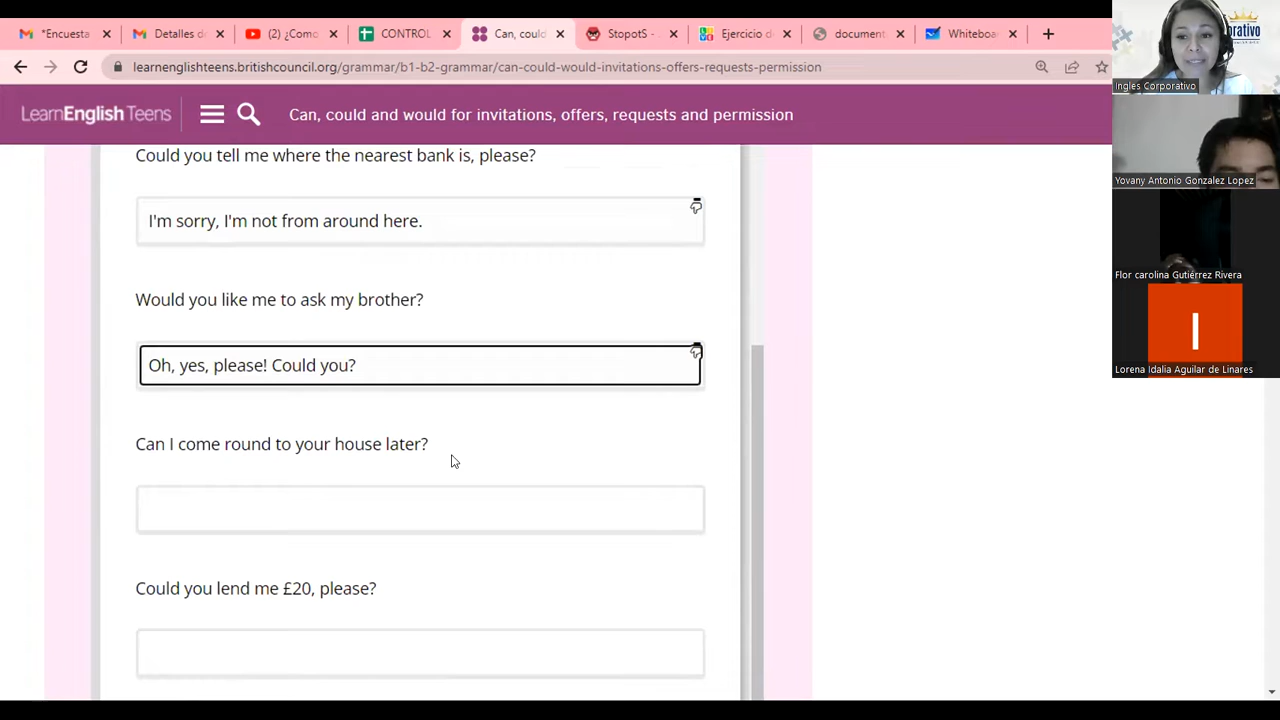 *Encuesta
Detalles de
(2) ¿Como
CONTROL
Can, could
StopotS -
Ejercicio d
document
Whiteboa
learnenglishteens.britishcouncil.org/grammar/b1-b2-grammar/can-could-would-invitations-offers-requests-permission
LearnEnglish Teens
Can, could and would for invitations, offers, requests and permission
Could you tell me where the nearest bank is, please?
I'm sorry, I'm not from around here.
Would you like me to ask my brother?
Oh, yes, please! Could you?
Can I come round to your house later?
Could you lend me £20, please?
orativo
Ingles Corporativo
Yovany Antonio Gonzalez Lopez
Flor carolina Gutiérrez Rivera
I
Lorena Idalia Aguilar de Linares